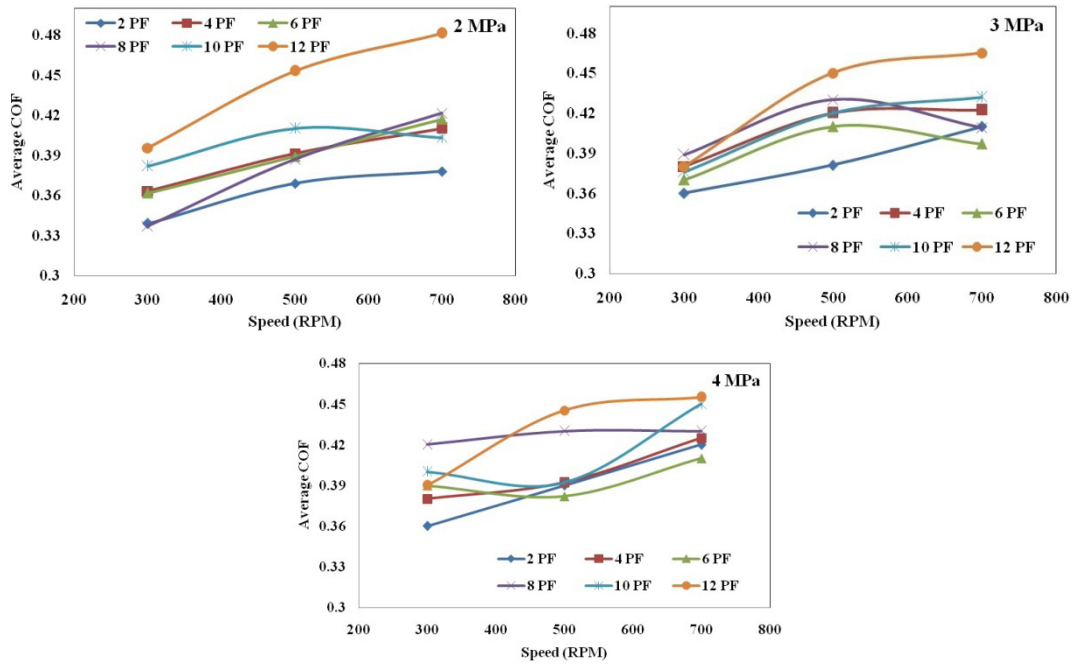 2 PF 4 PF 6 PF 2 MPa
8 PF 10 PF 12 PF
0.48
0.45
0.42
0.39
0.36
0.33
0.3
Average COF
200 300 400 500 600 700 800
Speed (RPM)
3 MPa
0.48
0.45
0.42
0.39
0.36
0.33
0.3
Average COF
2 PF 4 PF 6 PF
8 PF 10 PF 12 PF
200 300 400 500 600 700 800
Speed (RPM)
4 MPa
0.48
0.45
0.42
0.39
0.36
0.33
0.3
Average COF
2 PF 4 PF 6 PF
8 PF 10 PF 12 PF
200 300 400 500 600 700 800
Speed (RPM)